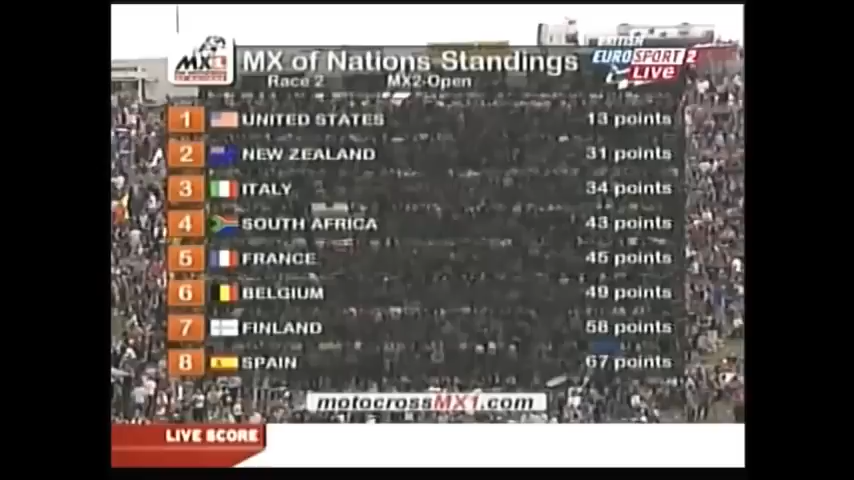 MX1
MX of Nations Standings
BRITISH
EUROSPORT 2
LIVE
Race 2 MX2-Open
1 UNITED STATES 13 points
2 NEW ZEALAND 31 points
3 ITALY 34 points
4 SOUTH AFRICA 43 points
5 FRANCE 45 points
6 BELGIUM 49 points
7 FINLAND 58 points
8 SPAIN 67 points
motocrossMX1.com
LIVE SCORE